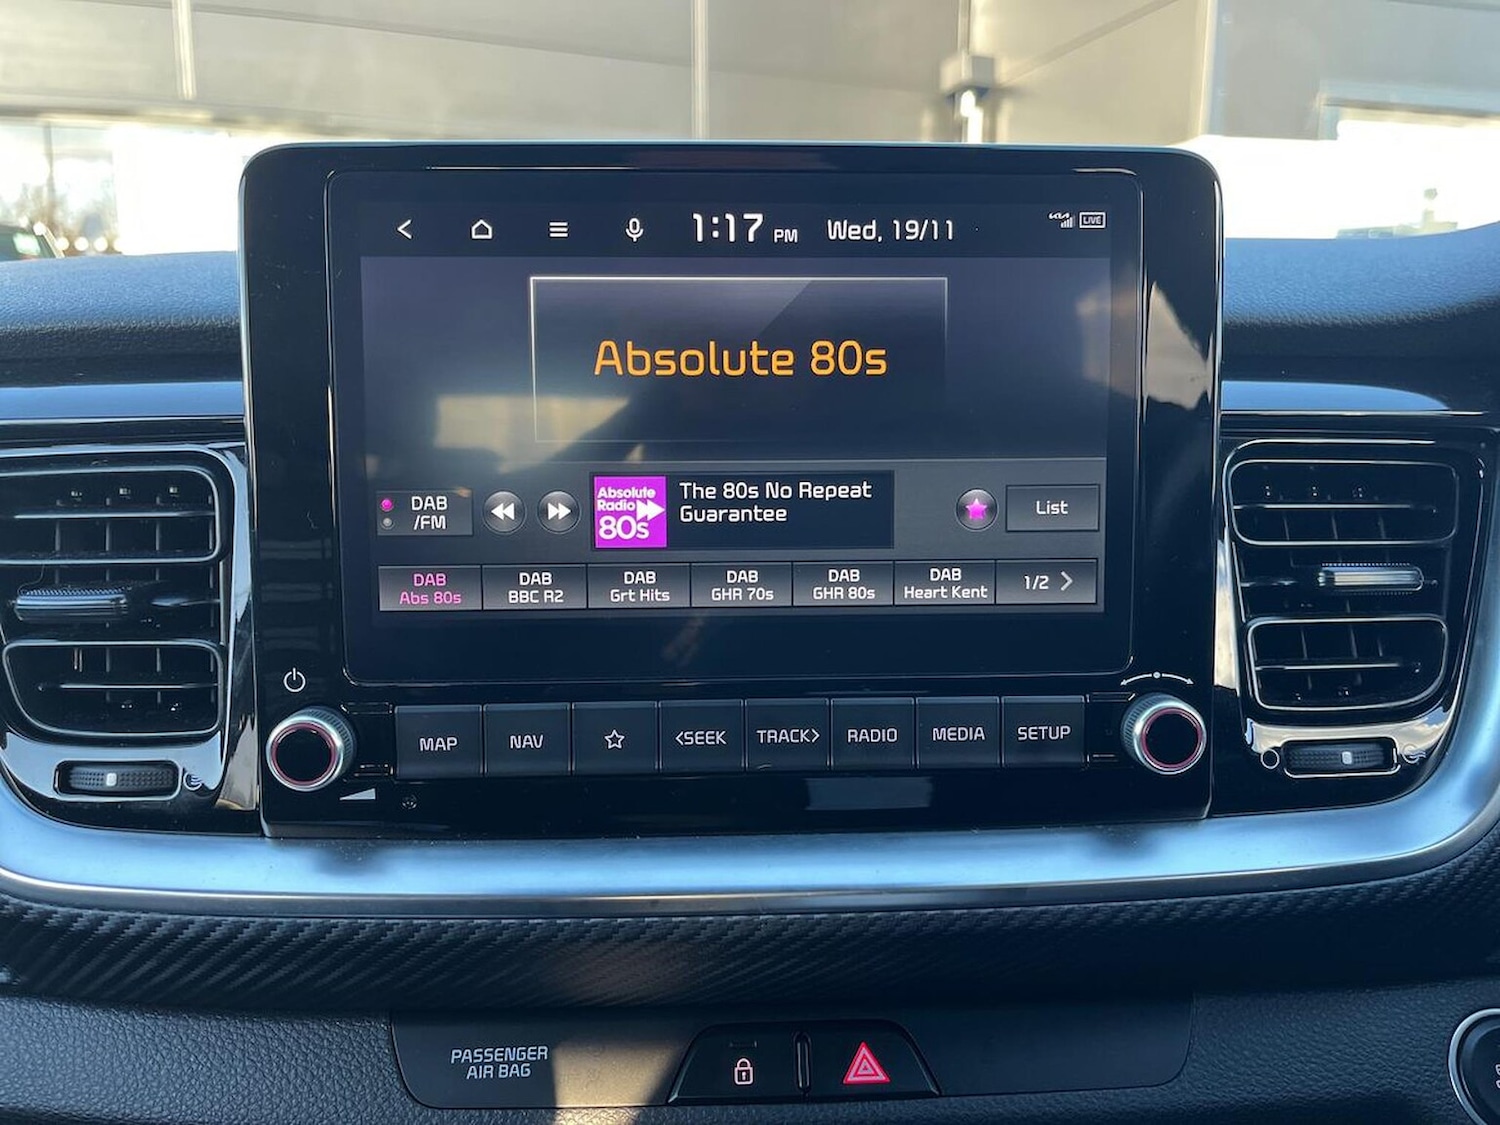 1:17 PM Wed, 19/11
KIA LIVE
Absolute 80s
DAB
/FM
Absolute
Radio
80s
The 80s No Repeat
Guarantee
List
DAB
Abs 80s
DAB
BBC R2
DAB
Grt Hits
DAB
GHR 70s
DAB
GHR 80s
DAB
Heart Kent
1/2
MAP
NAV
<SEEK
TRACK>
RADIO
MEDIA
SETUP
PASSENGER
AIR BAG